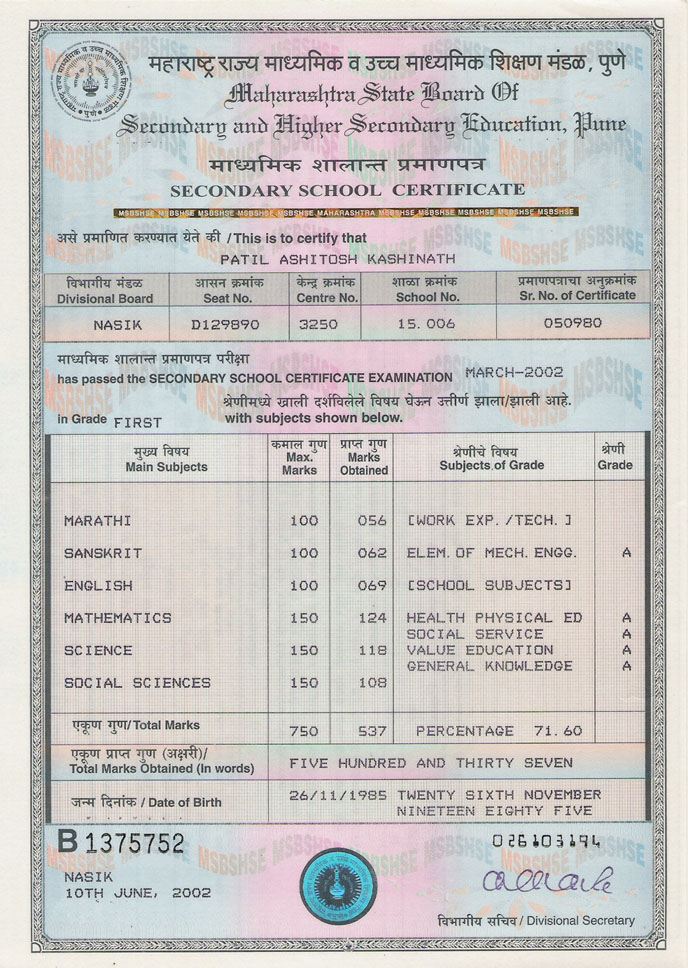 महाराष्ट्र राज्य माध्यमिक व उच्च माध्यमिक शिक्षण मंडळ, पुणे
Maharashtra State Board Of
Secondary and Higher Secondary Education, Pune
माध्यमिक शालान्त प्रमाणपत्र
SECONDARY SCHOOL CERTIFICATE
MSBSHSE MSBSHSE MSBSHSE MSBSHSE MSBSHSE MAHARASHTRA MSBSHSE MSBSHSE MSBSHSE MSBSHSE MSBSHSE
असे प्रमाणित करण्यात येते की / This is to certify that
PATIL ASHITOSH KASHINATH
विभागीय मंडळ आसन क्रमांक केन्द्र क्रमांक शाळा क्रमांक प्रमाणपत्राचा अनुक्रमांक
Divisional Board Seat No. Centre No. School No. Sr. No. of Certificate
NASIK D129890 3250 15.006 050980
माध्यमिक शालान्त प्रमाणपत्र परीक्षा
has passed the SECONDARY SCHOOL CERTIFICATE EXAMINATION MARCH-2002
श्रेणीमध्ये खाली दर्शविलेले विषय घेऊन उत्तीर्ण झाला/झाली आहे.
in Grade FIRST with subjects shown below.
मुख्य विषय कमाल गुण प्राप्त गुण श्रेणीचे विषय श्रेणी
Main Subjects Max. Marks Marks Obtained Subjects of Grade Grade
MARATHI 100 056 [WORK EXP./TECH. ]
SANSKRIT 100 062 ELEM. OF MECH. ENGG. A
ENGLISH 100 069 [SCHOOL SUBJECTS]
MATHEMATICS 150 124 HEALTH PHYSICAL ED A
SOCIAL SERVICE A
SCIENCE 150 118 VALUE EDUCATION A
GENERAL KNOWLEDGE A
SOCIAL SCIENCES 150 108
एकूण गुण/Total Marks 750 537 PERCENTAGE 71.60
एकूण प्राप्त गुण (अक्षरी)/
Total Marks Obtained (In words) FIVE HUNDRED AND THIRTY SEVEN
जन्म दिनांक / Date of Birth 26/11/1985 TWENTY SIXTH NOVEMBER
NINETEEN EIGHTY FIVE
B 1375752 026103194
NASIK
10TH JUNE, 2002
विभागीय सचिव / Divisional Secretary